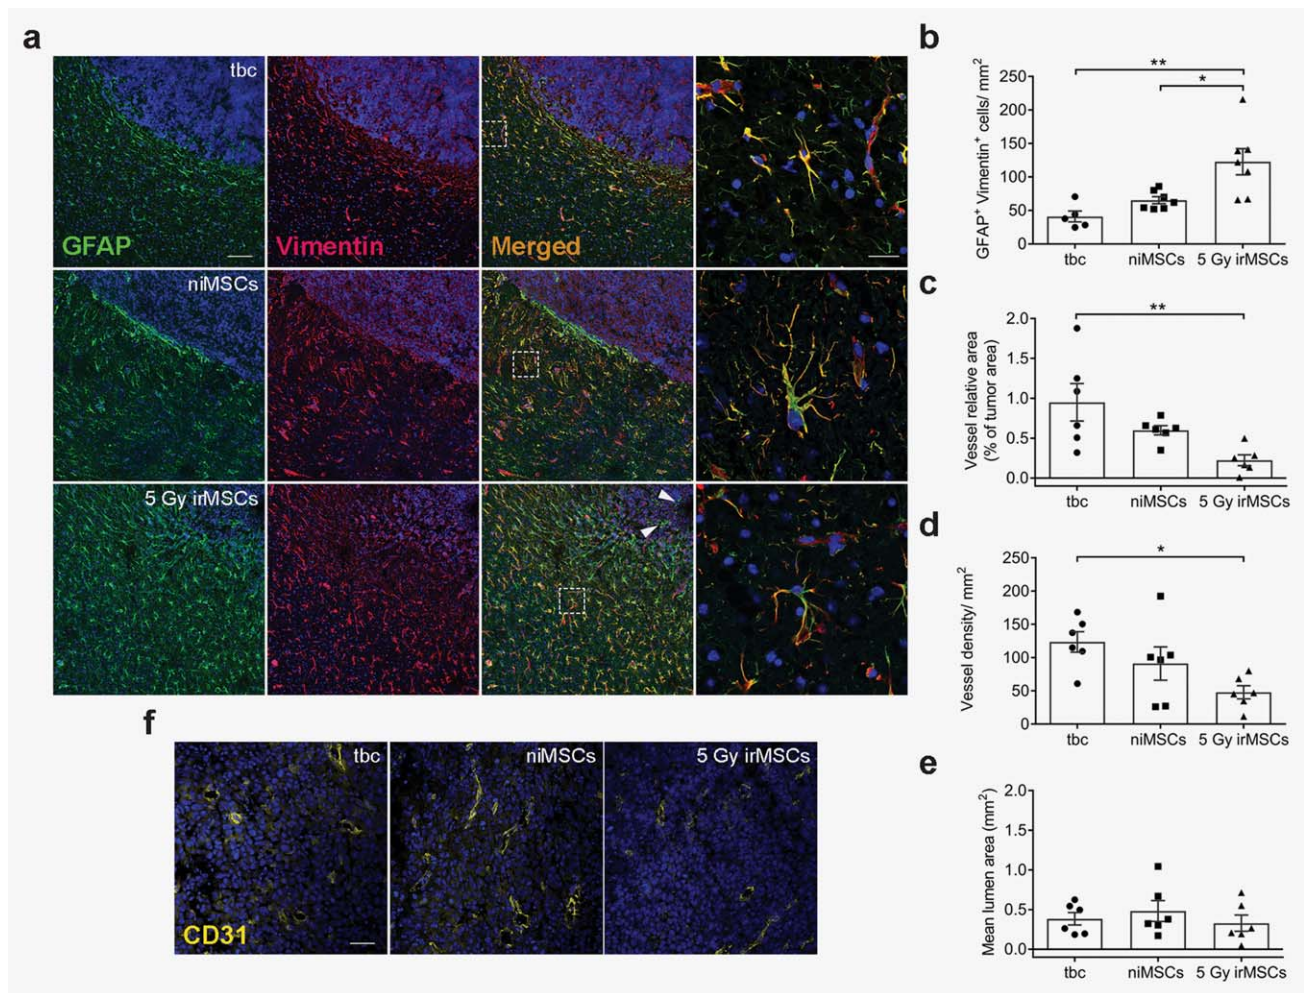 a
tbc
GFAP
Vimentin
Merged
niMSCs
5 Gy irMSCs
b
GFAP⁺ Vimentin⁺ cells/ mm²
250
200
150
100
50
0
**
*
tbc niMSCs 5 Gy irMSCs
c
Vessel relative area
(% of tumor area)
2.0
1.5
1.0
0.5
0.0
**
tbc niMSCs 5 Gy irMSCs
d
Vessel density/ mm²
250
200
150
100
50
0
*
tbc niMSCs 5 Gy irMSCs
e
Mean lumen area (mm²)
2.0
1.5
1.0
0.5
0.0
tbc niMSCs 5 Gy irMSCs
f
tbc
niMSCs
5 Gy irMSCs
CD31